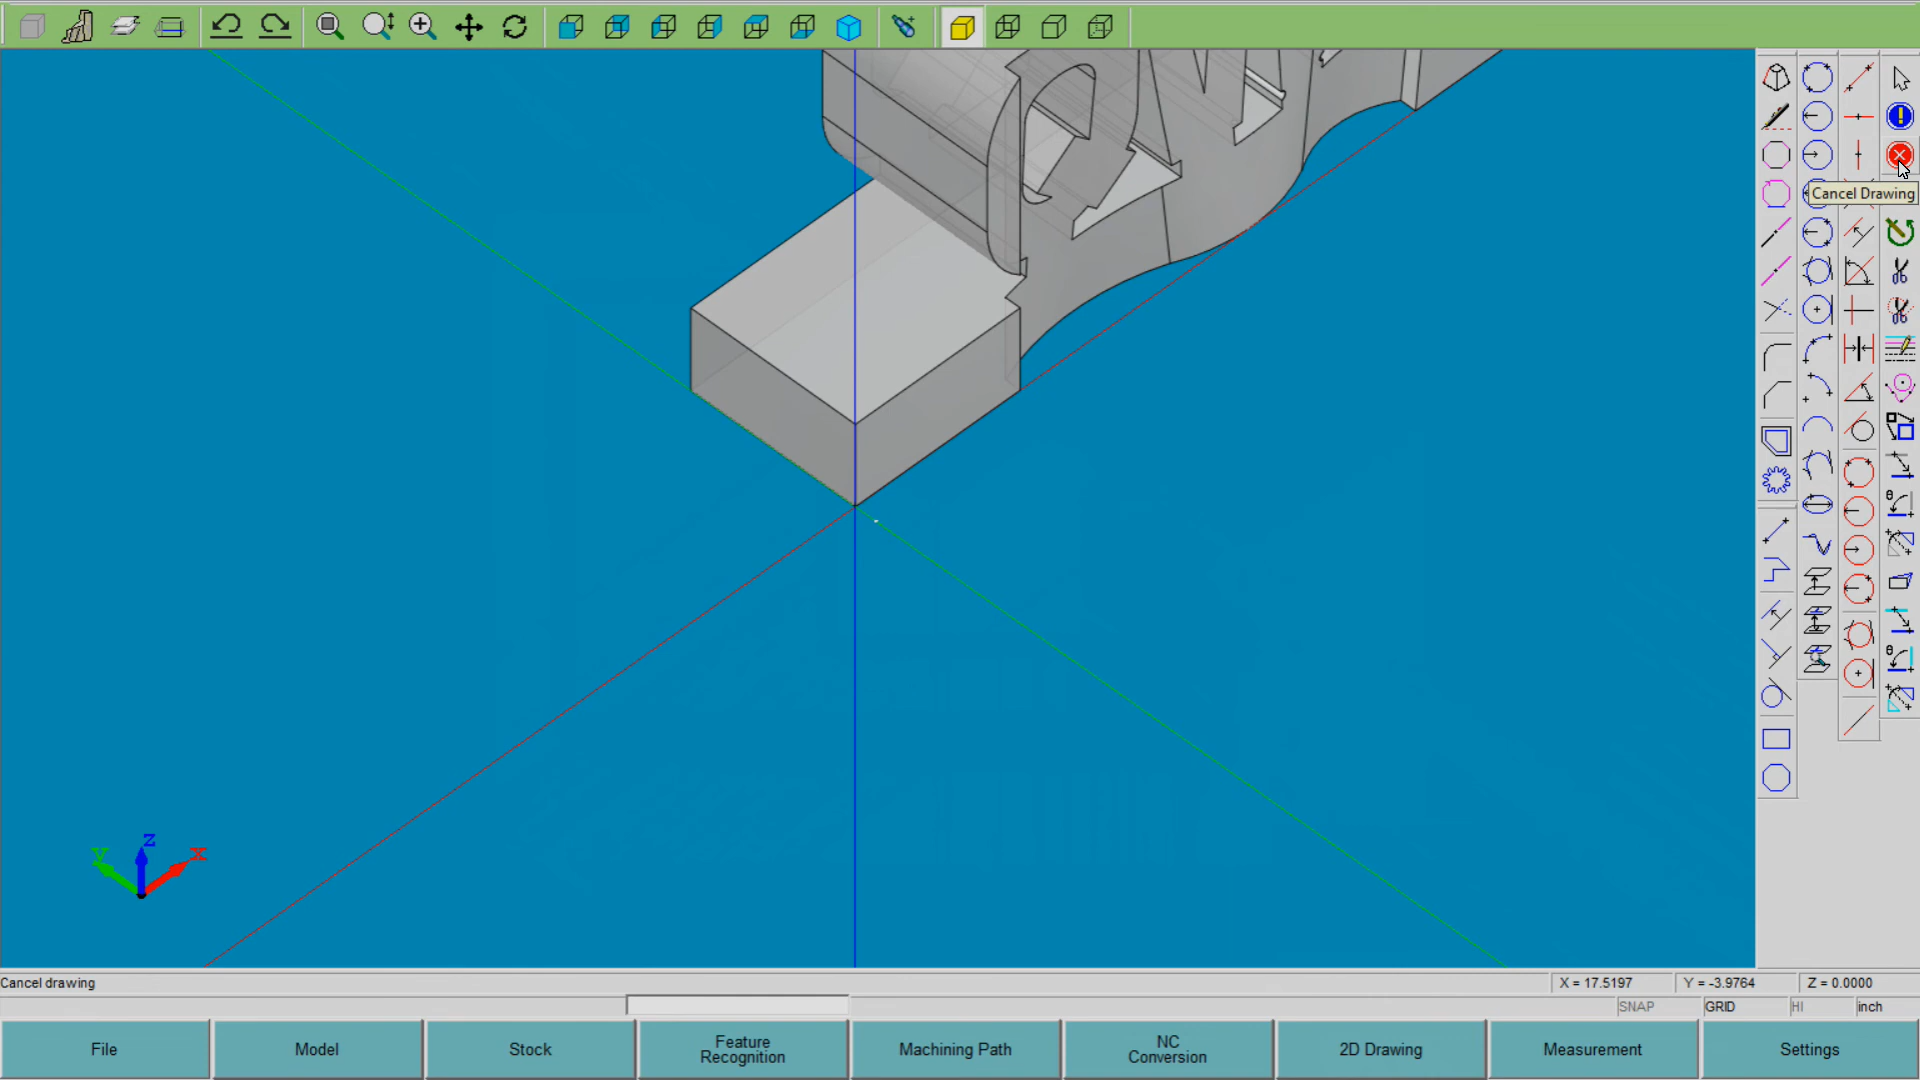 Cancel Drawing
Z
Y
X
Cancel drawing
X = 17.5197
Y = -3.9764
Z = 0.0000
SNAP
GRID
HI
inch
File
Model
Stock
Feature
Recognition
Machining Path
NC
Conversion
2D Drawing
Measurement
Settings